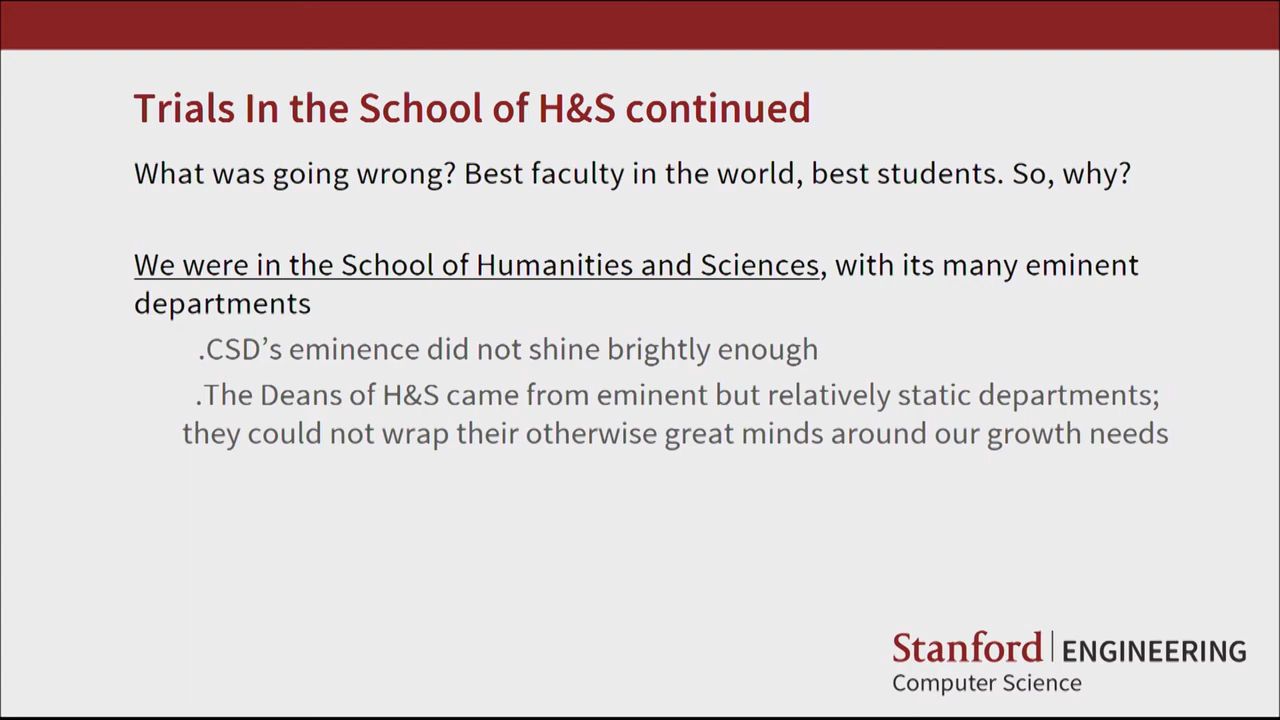 Trials In the School of H&S continued
What was going wrong? Best faculty in the world, best students. So, why?
We were in the School of Humanities and Sciences, with its many eminent
departments
.CSD’s eminence did not shine brightly enough
.The Deans of H&S came from eminent but relatively static departments;
they could not wrap their otherwise great minds around our growth needs
Stanford | ENGINEERING
Computer Science